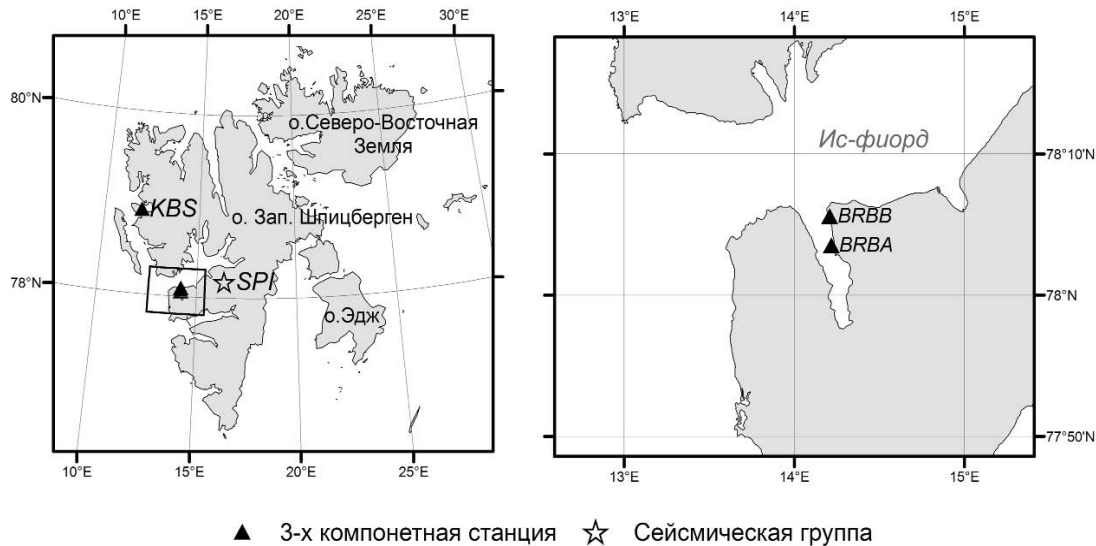 10°E 15°E 20°E 25°E 30°E
80°N
78°N
о.Северо-Восточная
Земля
KBS
о. Зап. Шпицберген
SPI
о.Эдж
10°E 15°E 20°E 25°E
13°E 14°E 15°E
Ис-фиорд
78°10'N
BRBB
BRBA
78°N
77°50'N
13°E 14°E 15°E
3-х компонетная станция Сейсмическая группа